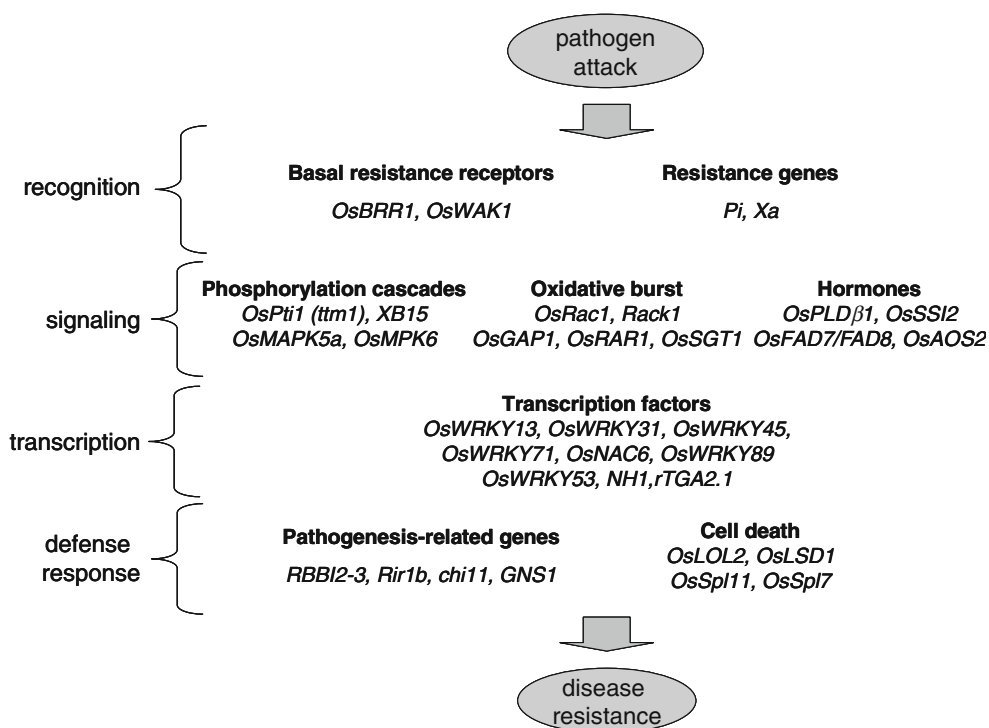 pathogen
attack
recognition
Basal resistance receptors
OsBRR1, OsWAK1
Resistance genes
Pi, Xa
signaling
Phosphorylation cascades
OsPti1 (ttm1), XB15
OsMAPK5a, OsMPK6
Oxidative burst
OsRac1, Rack1
OsGAP1, OsRAR1, OsSGT1
Hormones
OsPLDβ1, OsSSI2
OsFAD7/FAD8, OsAOS2
transcription
Transcription factors
OsWRKY13, OsWRKY31, OsWRKY45,
OsWRKY71, OsNAC6, OsWRKY89
OsWRKY53, NH1,rTGA2.1
defense
response
Pathogenesis-related genes
RBBI2-3, Rir1b, chi11, GNS1
Cell death
OsLOL2, OsLSD1
OsSpl11, OsSpl7
disease
resistance